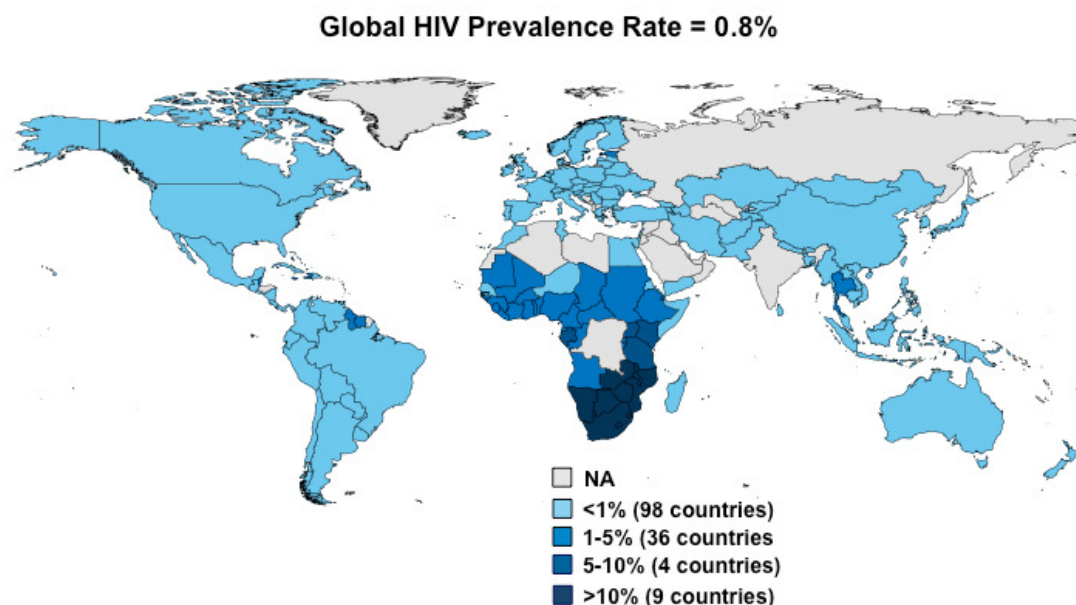 Global HIV Prevalence Rate = 0.8%
NA
<1% (98 countries)
1-5% (36 countries
5-10% (4 countries)
>10% (9 countries)